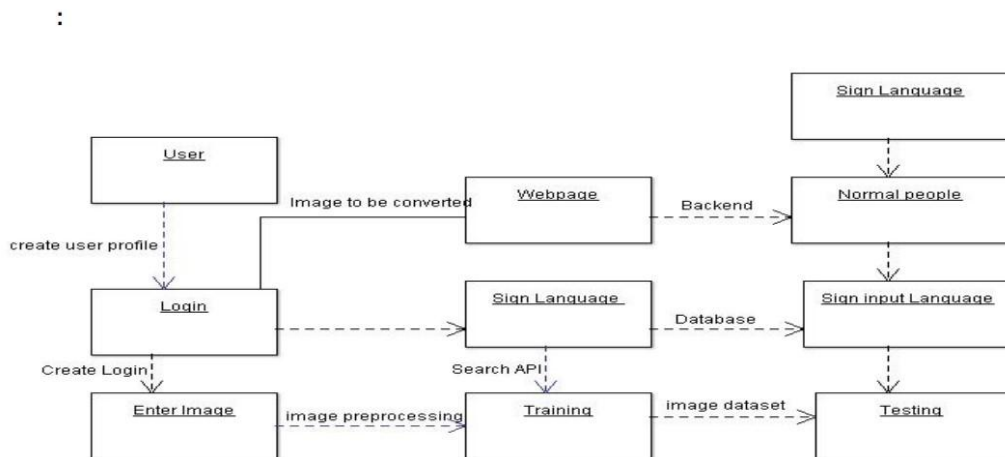 :
Sign Language
User
Webpage
Normal people
Image to be converted
Backend
create user profile
Login
Sign Language
Sign input Language
Database
Create Login
Search API
Enter Image
image preprocessing
Training
image dataset
Testing